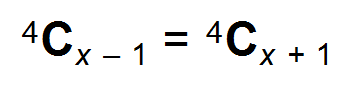 ⁴Cₓ ₋ ₁ = ⁴Cₓ ₊ ₁